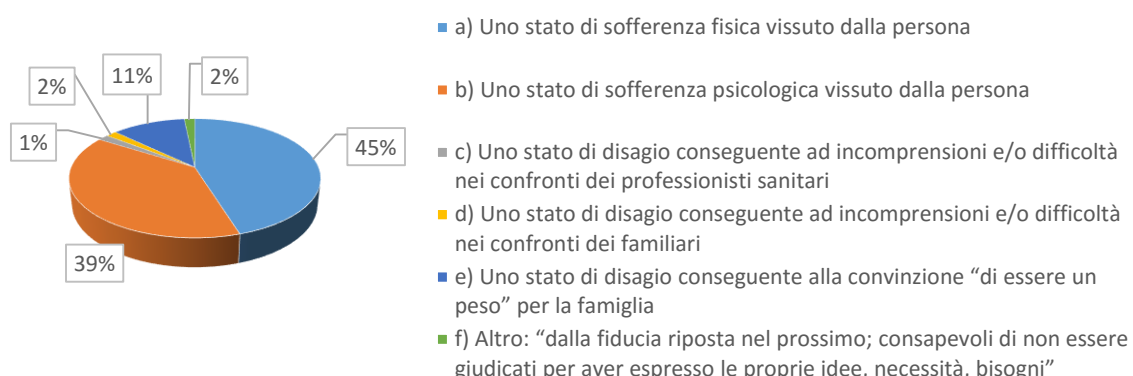 a) Uno stato di sofferenza fisica vissuto dalla persona
2%
11%
2%
b) Uno stato di sofferenza psicologica vissuto dalla persona
1%
45%
c) Uno stato di disagio conseguente ad incomprensioni e/o difficoltà
nei confronti dei professionisti sanitari
d) Uno stato di disagio conseguente ad incomprensioni e/o difficoltà
nei confronti dei familiari
39%
e) Uno stato di disagio conseguente alla convinzione “di essere un
peso” per la famiglia
f) Altro: “dalla fiducia riposta nel prossimo; consapevoli di non essere
giudicati per aver espresso le proprie idee, necessità, bisogni”